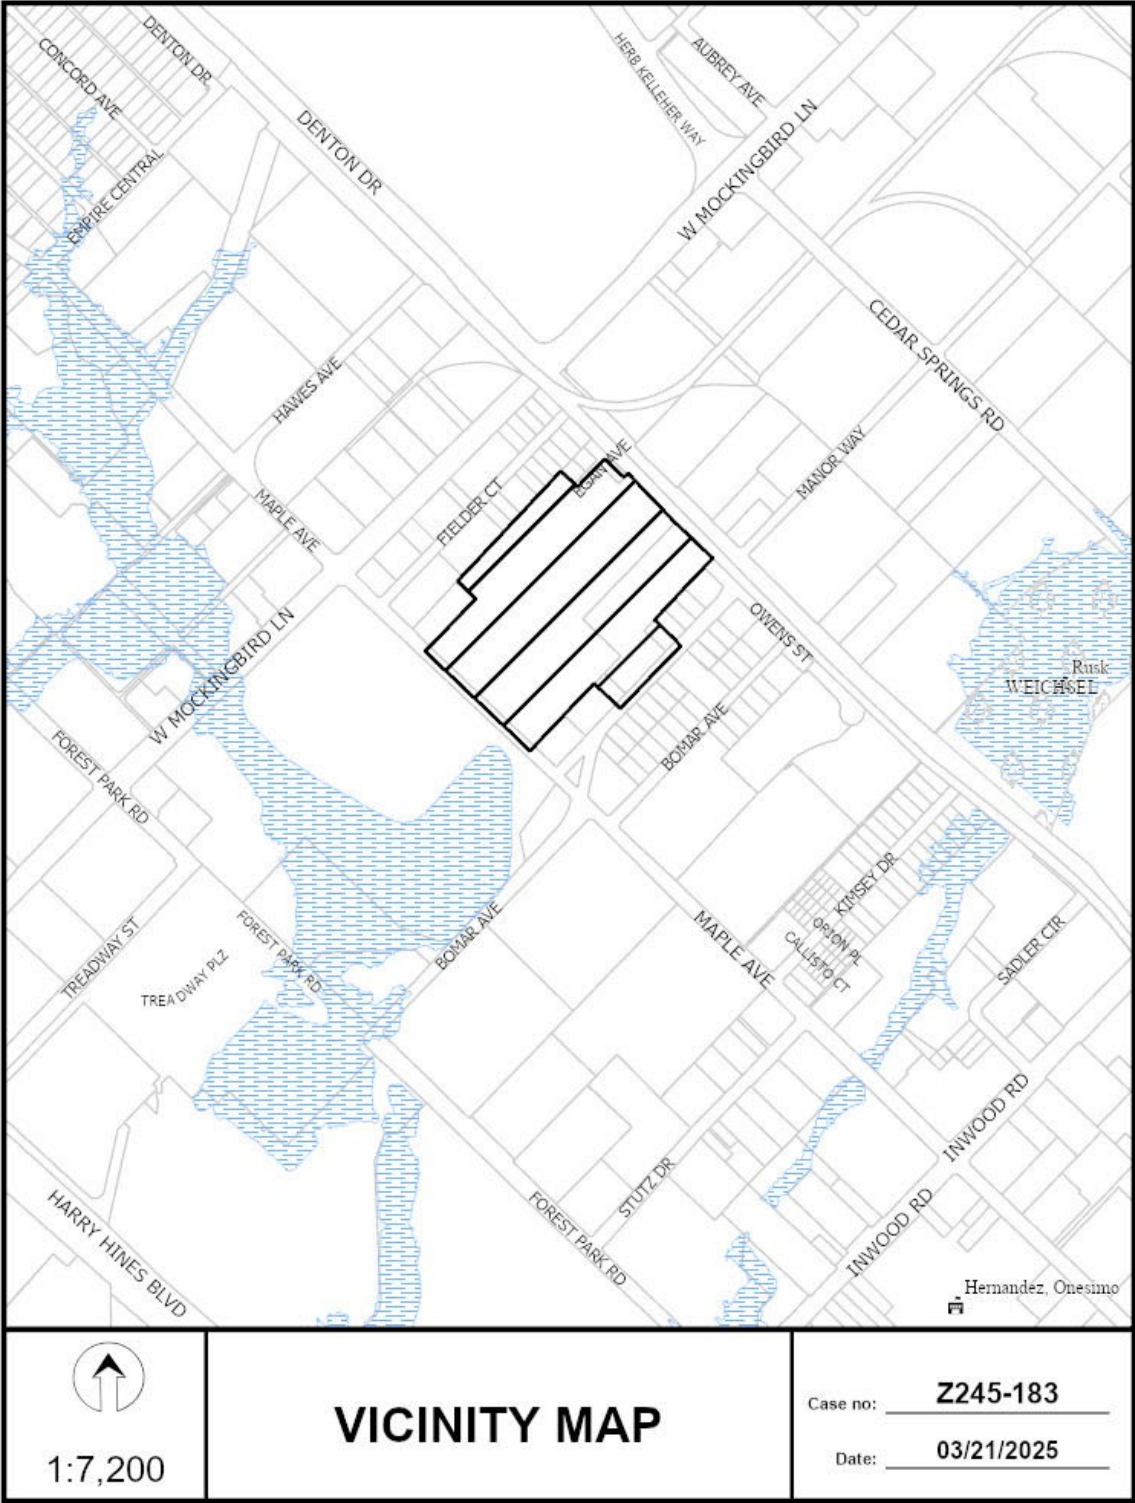 DENTON DR
CONCORD AVE
HERB KELLEHER WAY
AUBREY AVE
DENTON DR
W MOCKINGBIRD LN
EMPIRE CENTRAL
CEDAR SPRINGS RD
HAWES AVE
MANOR WAY
EGAN AVE
FIELDER CT
MAPLE AVE
OWENS ST
W MOCKINGBIRD LN
Rusk
WEICHSEL
BOMAR AVE
FOREST PARK RD
KIMSEY DR
ORION PL
CALLISTO CT
MAPLE AVE
SADLER CIR
BOMAR AVE
FOREST PARK RD
TREADWAY ST
TREADWAY PLZ
INWOOD RD
STUTZ DR
INWOOD RD
FOREST PARK RD
HARRY HINES BLVD
Hernandez, Onesimo
1:7,200
VICINITY MAP
Case no: Z245-183
Date: 03/21/2025